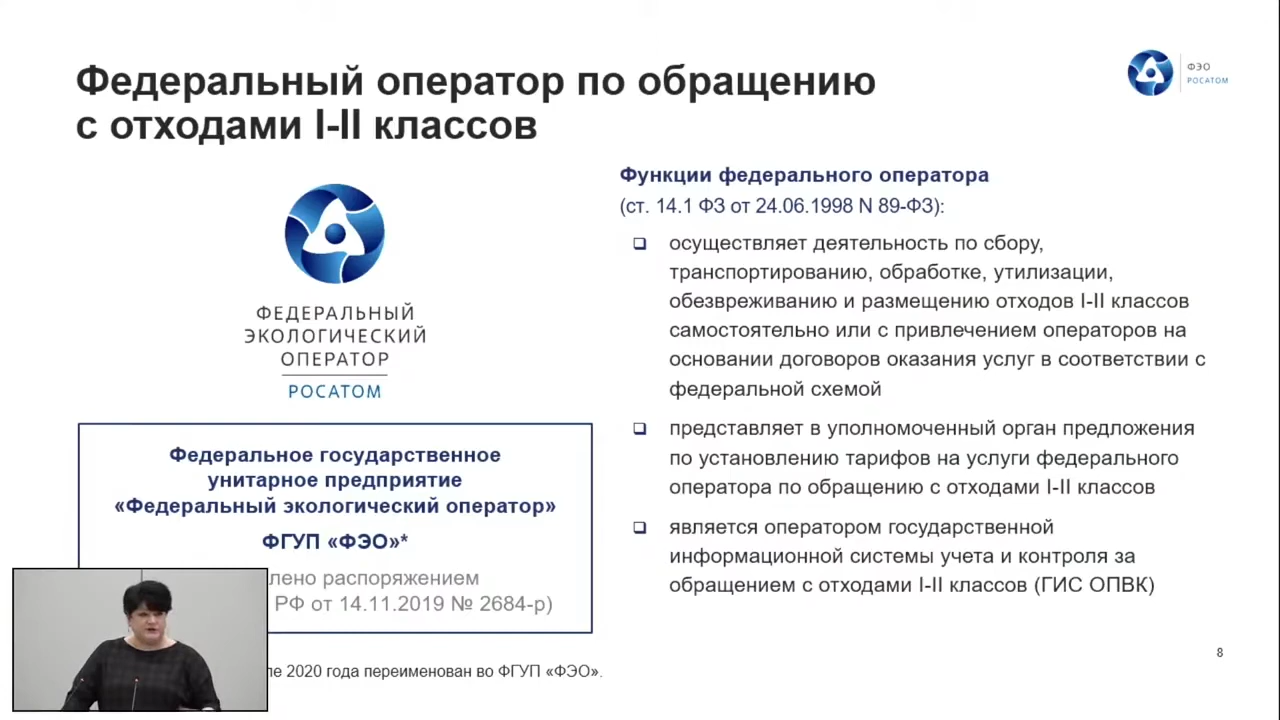 Федеральный оператор по обращению
с отходами I-II классов
ФЭО
РОСАТОМ
ФЕДЕРАЛЬНЫЙ
ЭКОЛОГИЧЕСКИЙ
ОПЕРАТОР
РОСАТОМ
Федеральное государственное
унитарное предприятие
«Федеральный экологический оператор»
ФГУП «ФЭО»*
распоряжением
РФ от 14.11.2019 № 2684-р)
2020 года переименован во ФГУП «ФЭО».
Функции федерального оператора
(ст. 14.1 ФЗ от 24.06.1998 N 89-ФЗ):
осуществляет деятельность по сбору,
транспортированию, обработке, утилизации,
обезвреживанию и размещению отходов I-II классов
самостоятельно или с привлечением операторов на
основании договоров оказания услуг в соответствии с
федеральной схемой
представляет в уполномоченный орган предложения
по установлению тарифов на услуги федерального
оператора по обращению с отходами I-II классов
является оператором государственной
информационной системы учета и контроля за
обращением с отходами I-II классов (ГИС ОПВК)
8